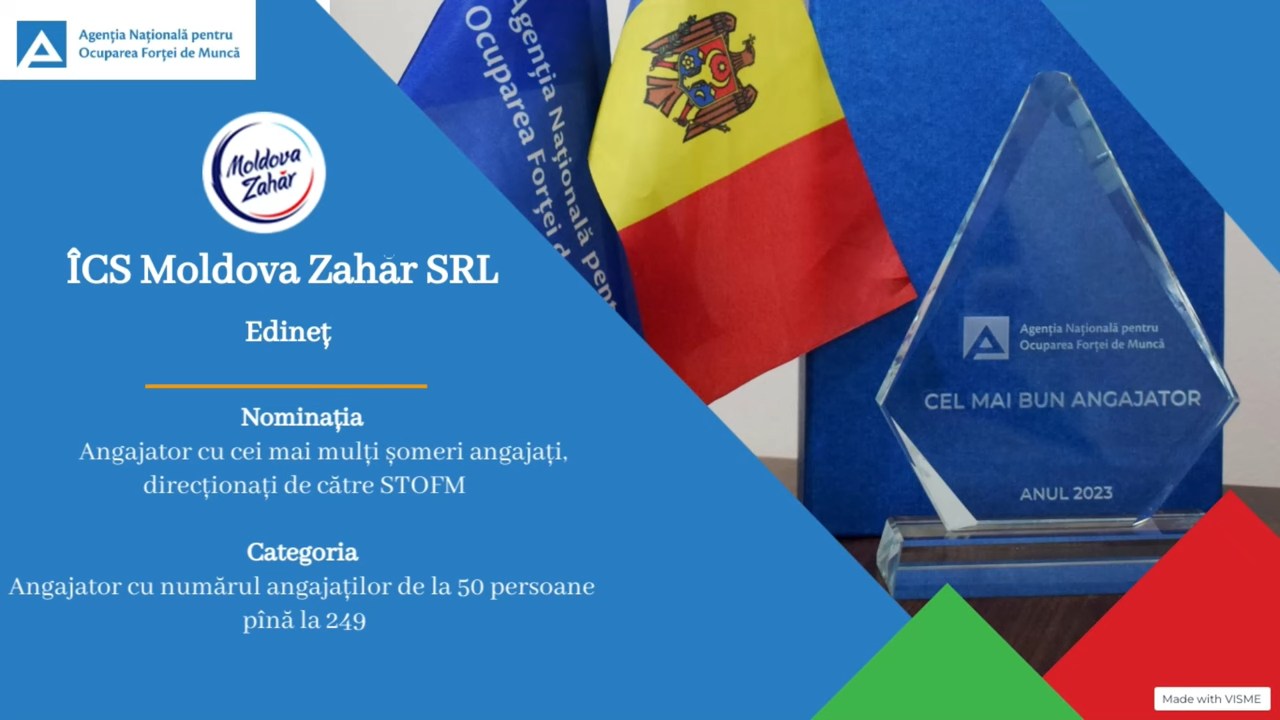 Agenția Națională pentru
Ocuparea Forței de Muncă
Moldova
Zahăr
ÎCS Moldova Zahăr SRL
Edineț
Nominația
Angajator cu cei mai mulți șomeri angajați,
direcționați de către STOFM
Categoria
Angajator cu numărul angajaților de la 50 persoane
pînă la 249
Agenția Națională pent
Ocuparea Forței d
Agenția Națională pentru
Ocuparea Forței de Muncă
CEL MAI BUN ANGAJATOR
ANUL 2023
Made with VISME